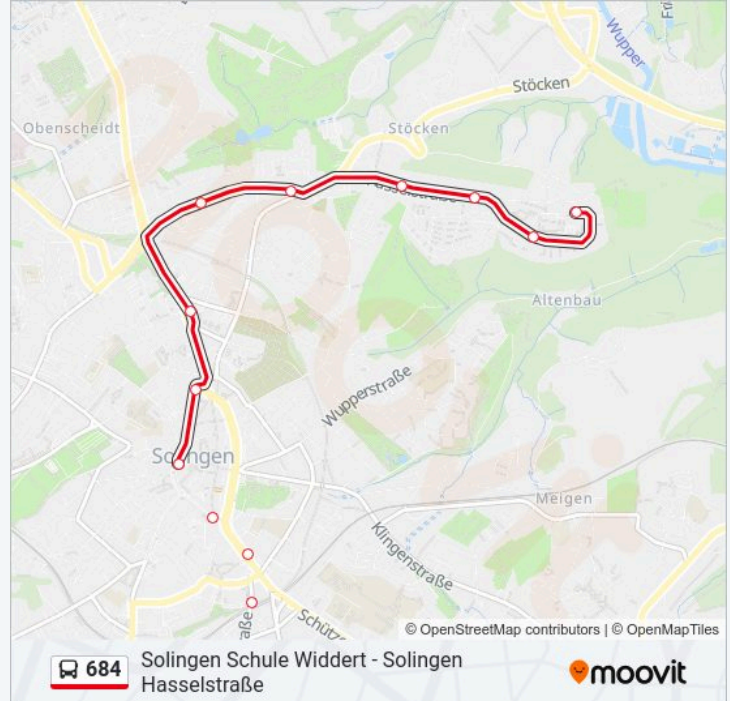 Wupper
Stöcken
Obenscheidt
Stöcken
Altenbau
Wupperstraße
Solingen
Meigen
Klingenstraße
© OpenStreetMap contributors | © OpenMapTiles
684
Solingen Schule Widdert - Solingen
Hasselstraße
moovit